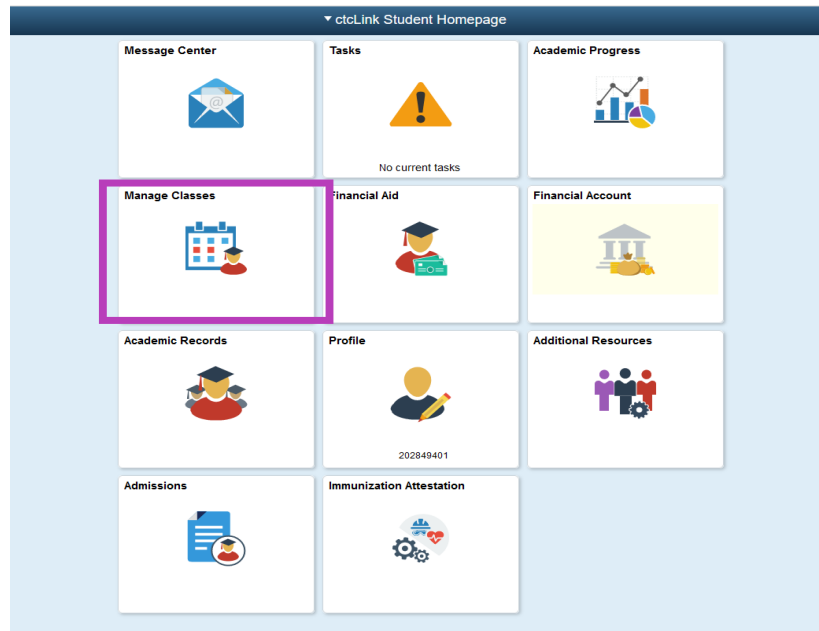 ctcLink Student Homepage
Message Center
Tasks
Academic Progress
@
No current tasks
Manage Classes
Financial Aid
Financial Account
Academic Records
Profile
Additional Resources
202849401
Admissions
Immunization Attestation